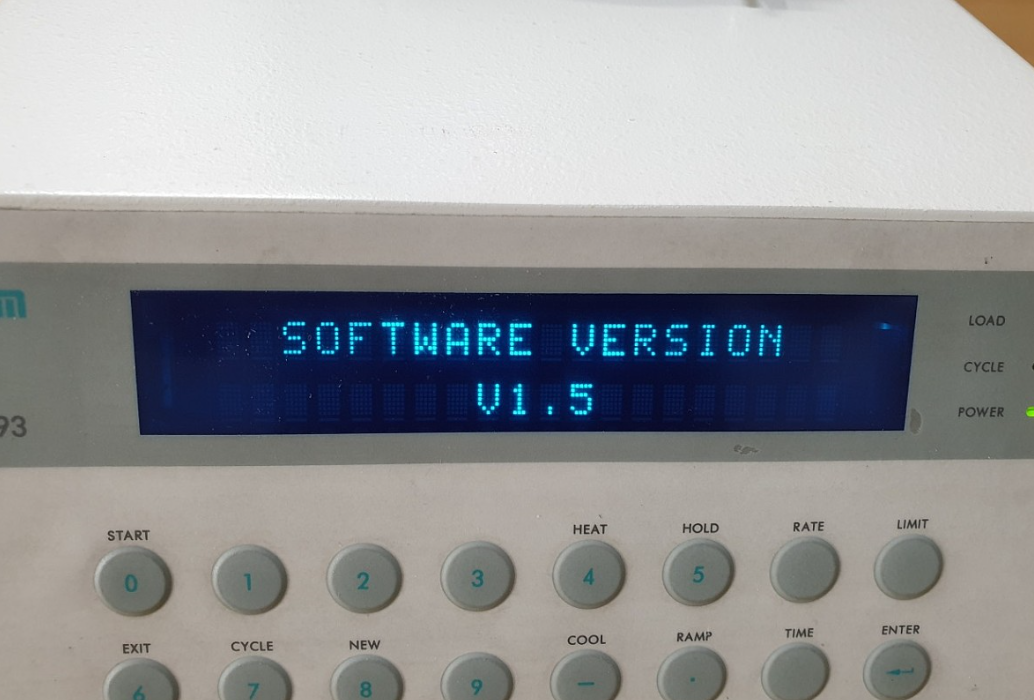 m
SOFTWARE VERSION
V1.5
93
LOAD
CYCLE
POWER
START
HEAT
HOLD
RATE
LIMIT
0 1 2 3 4 5
EXIT
CYCLE
NEW
COOL
RAMP
TIME
ENTER
6 7 8 9 – .